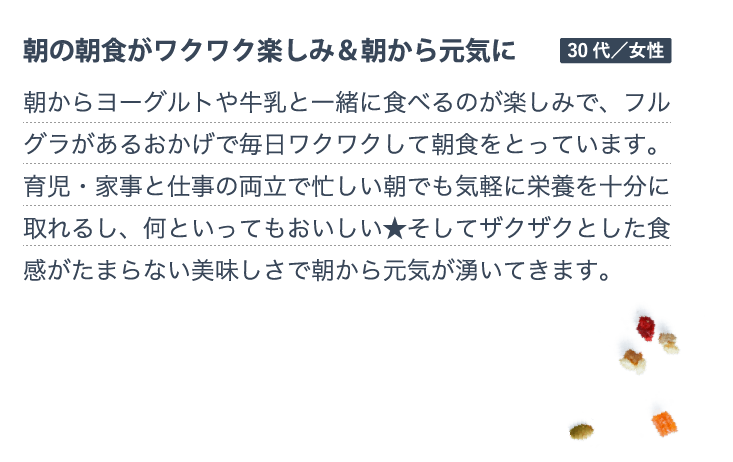 朝の朝食がワクワク楽しみ＆朝から元気に
30代／女性
朝からヨーグルトや牛乳と一緒に食べるのが楽しみで、フル
グラがあるおかげで毎日ワクワクして朝食をとっています。
育児・家事と仕事の両立で忙しい朝でも気軽に栄養を十分に
取れるし、何といってもおいしい★そしてザクザクとした食
感がたまらない美味しさで朝から元気が湧いてきます。